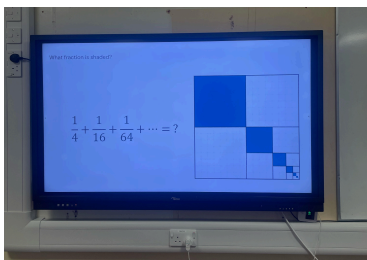 What fraction is shaded?
1/4 + 1/16 + 1/64 + ⋯ = ?